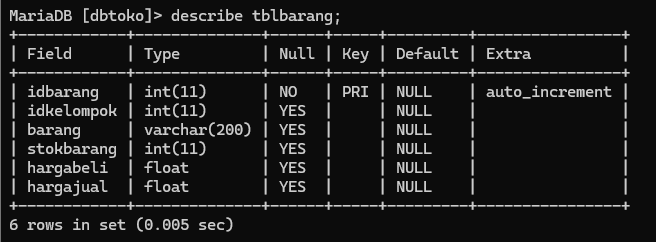 MariaDB [dbtoko]> describe tblbarang;
+------------+--------------+------+-----+---------+----------------+
| Field      | Type         | Null | Key | Default | Extra          |
+------------+--------------+------+-----+---------+----------------+
| idbarang   | int(11)      | NO   | PRI | NULL    | auto_increment |
| idkelompok | int(11)      | YES  |     | NULL    |                |
| barang     | varchar(200) | YES  |     | NULL    |                |
| stokbarang | int(11)      | YES  |     | NULL    |                |
| hargabeli  | float        | YES  |     | NULL    |                |
| hargajual  | float        | YES  |     | NULL    |                |
+------------+--------------+------+-----+---------+----------------+
6 rows in set (0.005 sec)